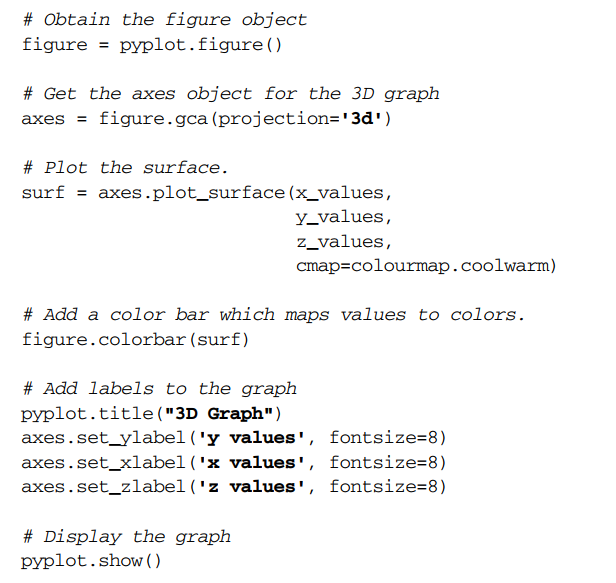 # Obtain the figure object
figure = pyplot.figure()
# Get the axes object for the 3D graph
axes = figure.gca(projection='3d')
# Plot the surface.
surf = axes.plot_surface(x_values,
y_values,
z_values,
cmap=colourmap.coolwarm)
# Add a color bar which maps values to colors.
figure.colorbar(surf)
# Add labels to the graph
pyplot.title("3D Graph")
axes.set_ylabel('y values', fontsize=8)
axes.set_xlabel('x values', fontsize=8)
axes.set_zlabel('z values', fontsize=8)
# Display the graph
pyplot.show()